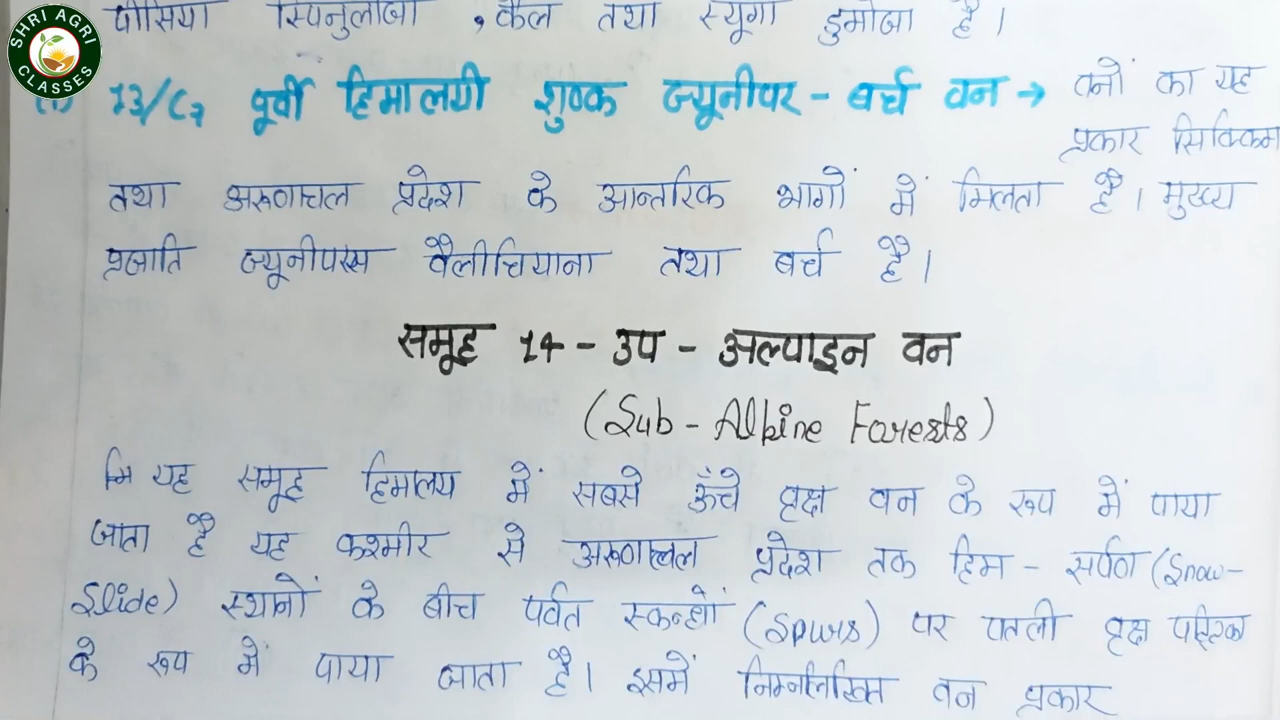 SHRI AGRI CLASSES
पीसिया स्पिनुलोजा , कैल तथा स्यूगा डुमोजा है।
13/C7 पूर्वी हिमालयी शुष्क ज्यूनीपर - बर्च वन → वनों का यह
प्रकार सिक्किम
तथा अरूणाचल प्रदेश के आन्तरिक भागों में मिलता है। मुख्य
प्रजाति ज्यूनीपरस वैलीचियाना तथा बर्च है।
समूह 14 - उप - अल्पाइन वन
(Sub - Alpine Forests)
यह समूह हिमालय में सबसे ऊँचे वृक्ष वन के रूप में पाया
जाता है यह कश्मीर से अरूणाचल प्रदेश तक हिम - सर्पण (Snow-
Slide) स्थानों के बीच पर्वत स्कन्धों (Spurs) पर पतली वृक्ष
के रूप में पाया जाता है। इसमें निम्नलिखित वन प्रकार